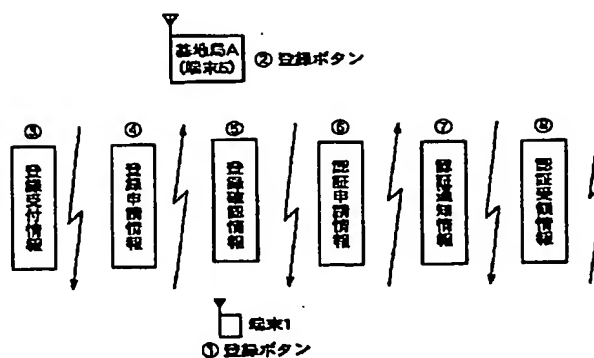 基地局A
(端末5)
② 登録ボタン
③
④
⑤
⑥
⑦
⑧
登録受付情報
登録申請情報
登録確認情報
認証申請情報
認証通知情報
認証受領情報
端末1
① 登録ボタン